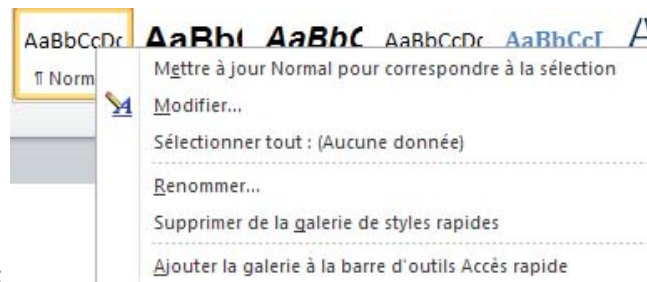 AaBbCcDc AaBb( AaBbC AaBbCcDc AaBbCcI
¶ Norm
Mettre à jour Normal pour correspondre à la sélection
Modifier...
Sélectionner tout : (Aucune donnée)
Renommer...
Supprimer de la galerie de styles rapides
Ajouter la galerie à la barre d'outils Accès rapide